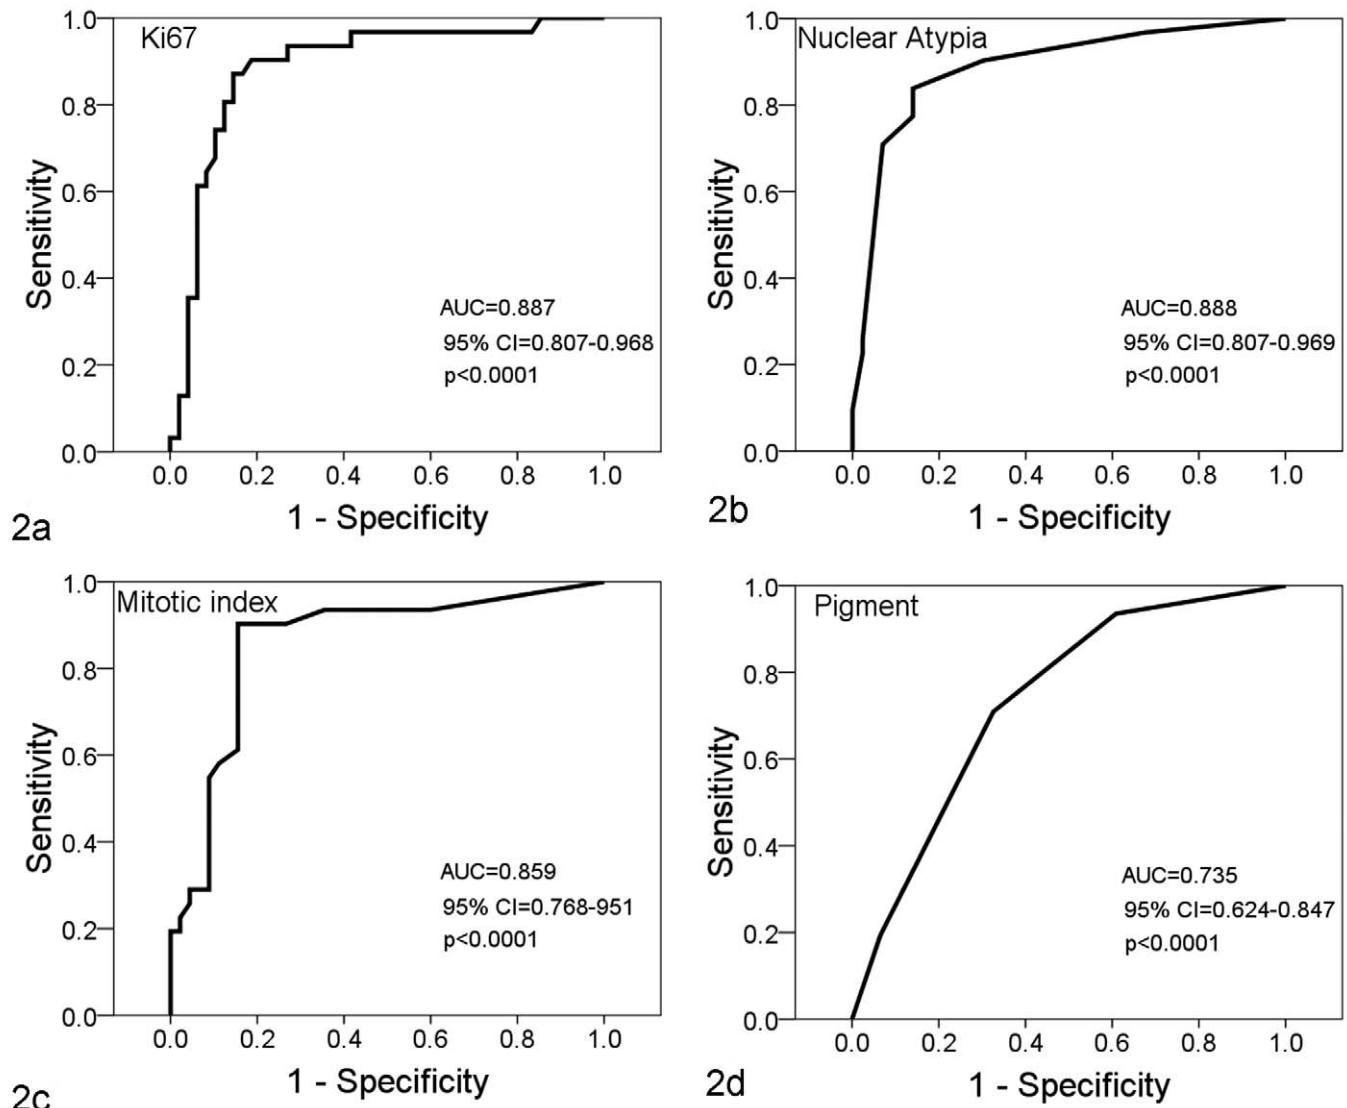 Ki67
1.0
0.8
0.6
0.4
0.2
0.0
Sensitivity
AUC=0.887
95% CI=0.807-0.968
p<0.0001
0.0 0.2 0.4 0.6 0.8 1.0
1 - Specificity
2a
Nuclear Atypia
1.0
0.8
0.6
0.4
0.2
0.0
Sensitivity
AUC=0.888
95% CI=0.807-0.969
p<0.0001
0.0 0.2 0.4 0.6 0.8 1.0
1 - Specificity
2b
Mitotic index
1.0
0.8
0.6
0.4
0.2
0.0
Sensitivity
AUC=0.859
95% CI=0.768-951
p<0.0001
0.0 0.2 0.4 0.6 0.8 1.0
1 - Specificity
2c
Pigment
1.0
0.8
0.6
0.4
0.2
0.0
Sensitivity
AUC=0.735
95% CI=0.624-0.847
p<0.0001
0.0 0.2 0.4 0.6 0.8 1.0
1 - Specificity
2d